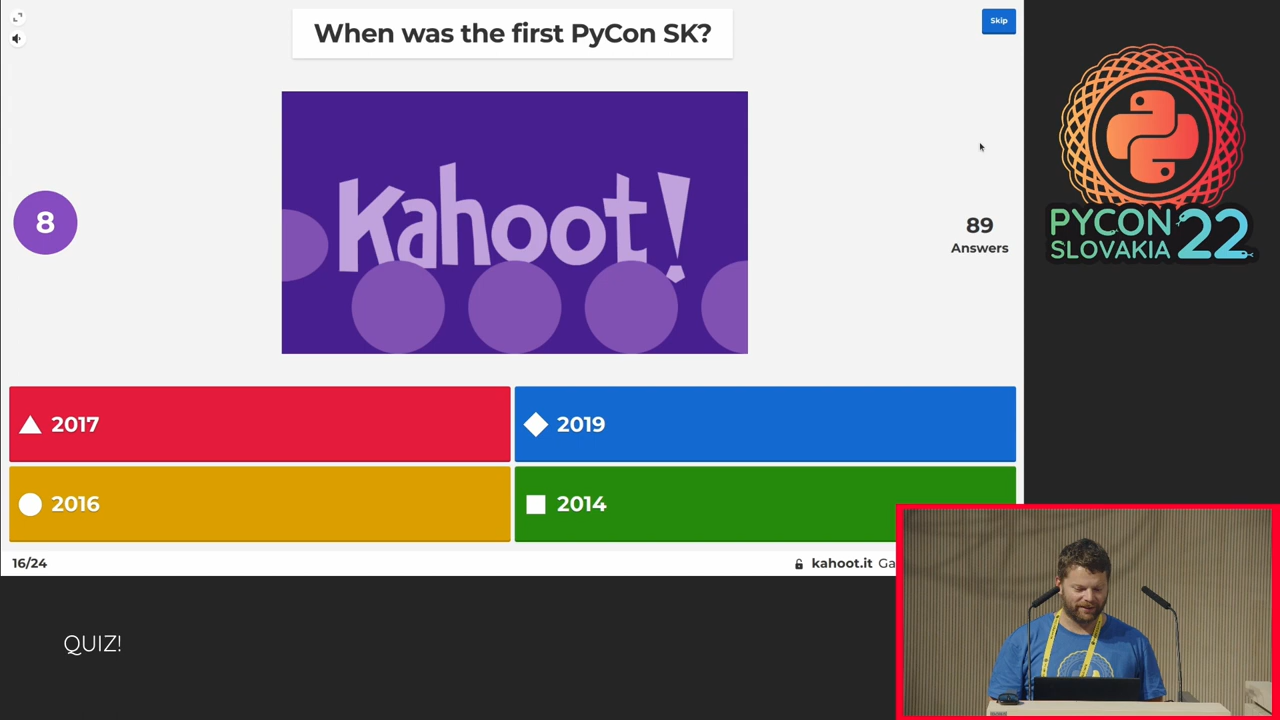 When was the first PyCon SK?
Skip
Kahoot!
8
89
Answers
2017
2019
2016
2014
16/24
kahoot.it Ga
PYCON
SLOVAKIA
22
QUIZ!